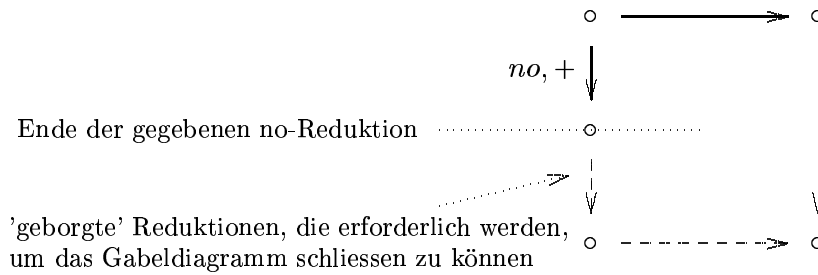 no, +
Ende der gegebenen no-Reduktion
'geborgte' Reduktionen, die erforderlich werden,
um das Gabeldiagramm schliessen zu können